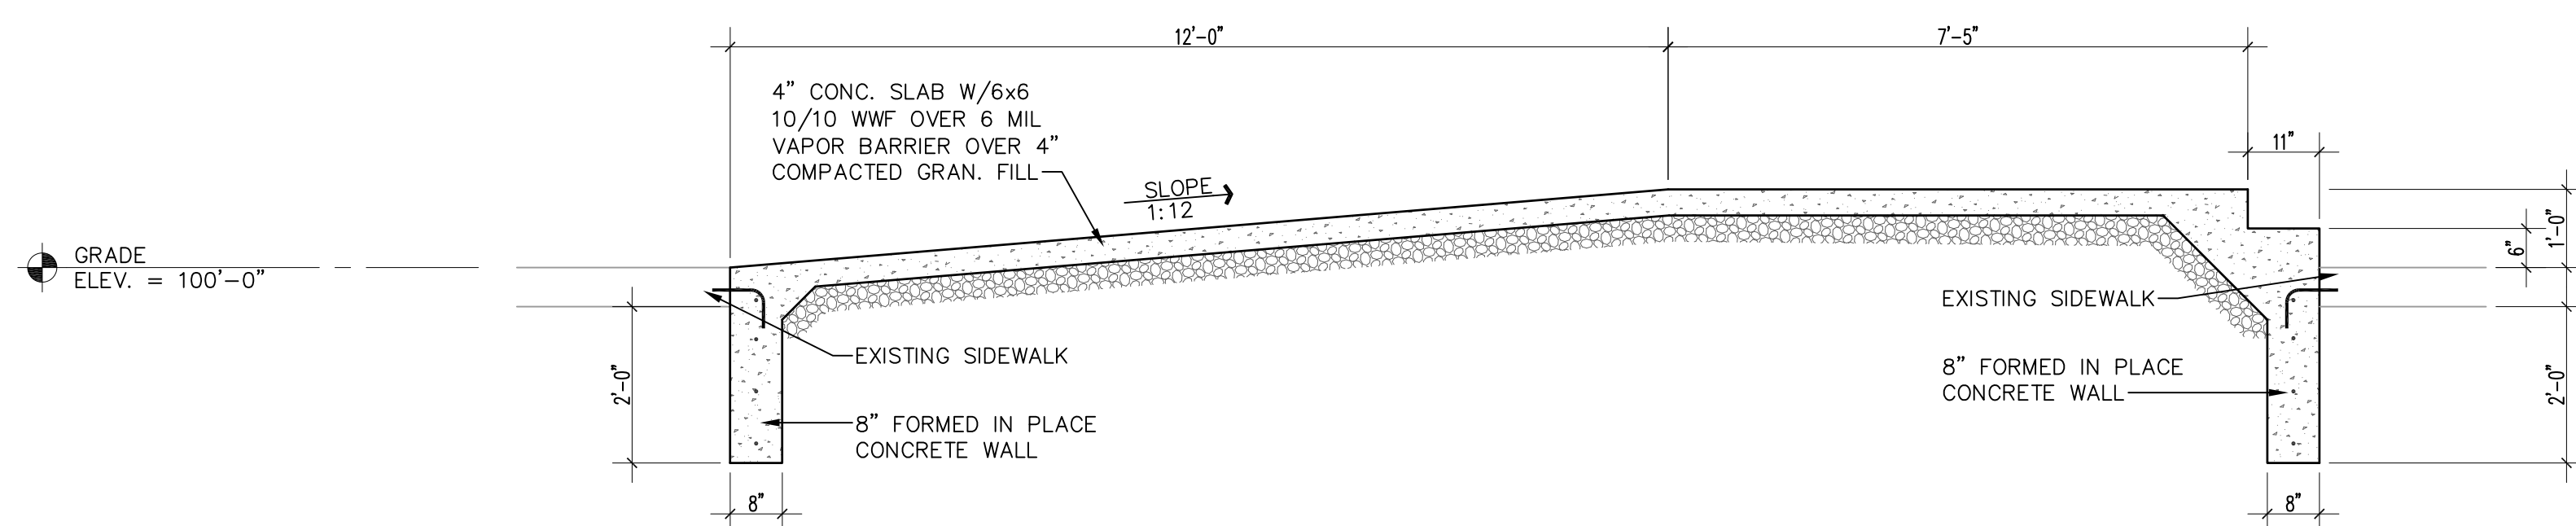 12'-0"
7'-5"
4" CONC. SLAB W/6x6
10/10 WWF OVER 6 MIL
VAPOR BARRIER OVER 4"
COMPACTED GRAN. FILL
11"
SLOPE
1:12
GRADE
ELEV. = 100'-0"
1'-0"
6"
EXISTING SIDEWALK
EXISTING SIDEWALK
2'-0"
8" FORMED IN PLACE
CONCRETE WALL
8" FORMED IN PLACE
CONCRETE WALL
2'-0"
8"
8"